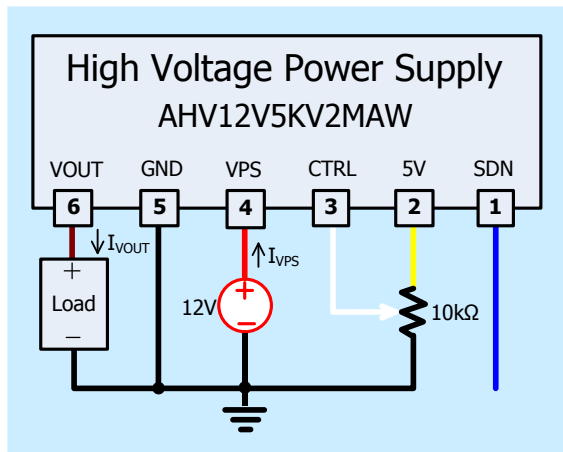 High Voltage Power Supply
AHV12V5KV2MAW
VOUT GND VPS CTRL 5V SDN
6 5 4 3 2 1
IVOUT IVPS
+ +
Load 12V 10kΩ
− −